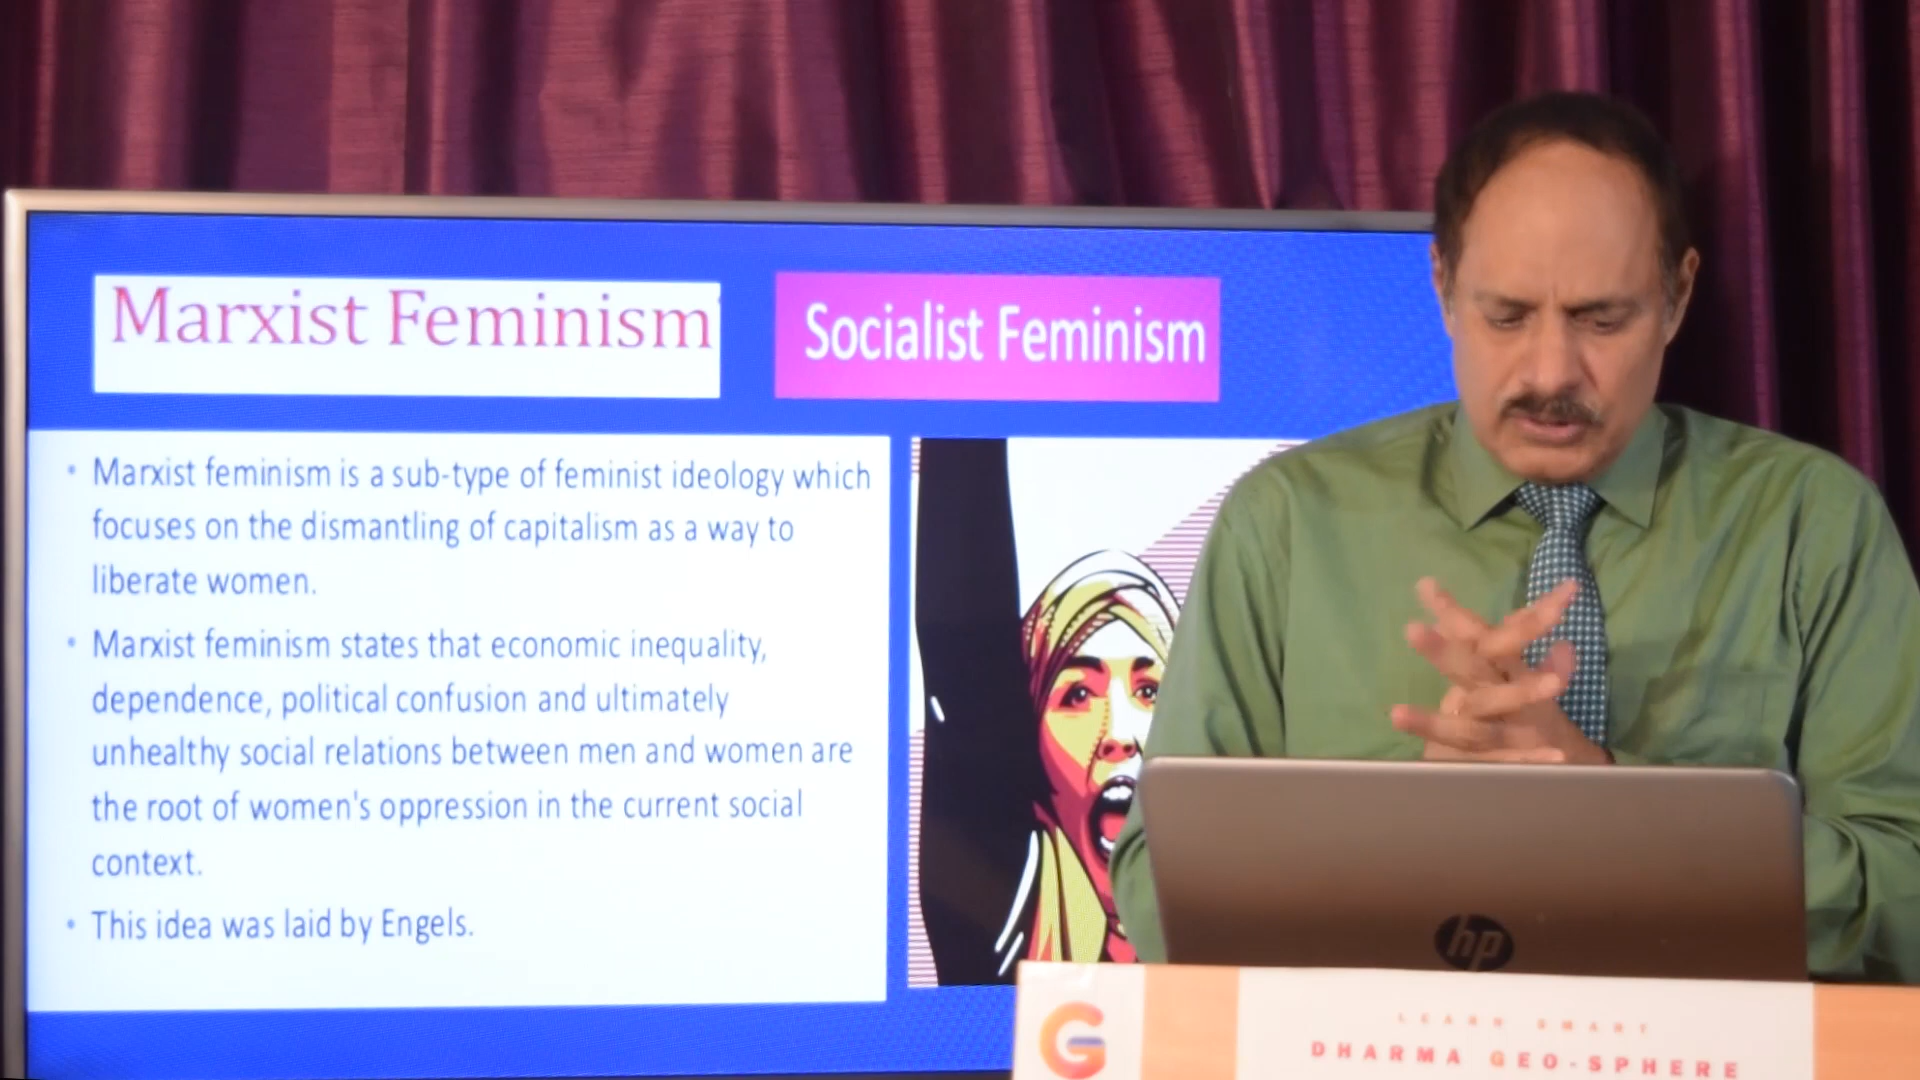 Marxist Feminism
Socialist Feminism
• Marxist feminism is a sub-type of feminist ideology which
focuses on the dismantling of capitalism as a way to
liberate women.
• Marxist feminism states that economic inequality,
dependence, political confusion and ultimately
unhealthy social relations between men and women are
the root of women's oppression in the current social
context.
• This idea was laid by Engels.
hp
G
LEARN SMART
DHARMA GEO-SPHERE